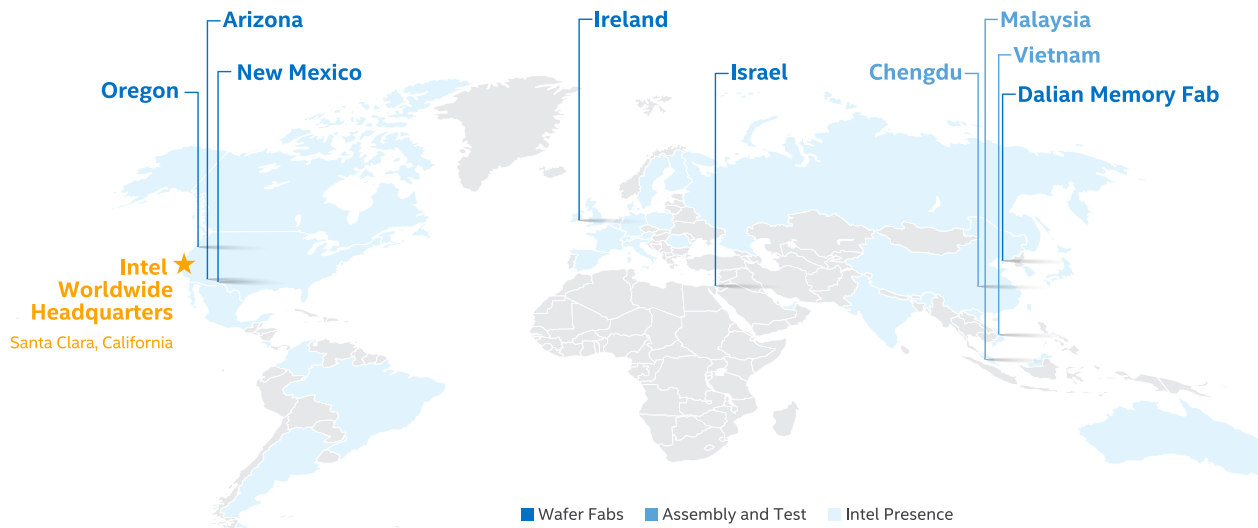 Arizona
New Mexico
Oregon
Ireland
Israel
Malaysia
Vietnam
Chengdu
Dalian Memory Fab
Intel
Worldwide
Headquarters
Santa Clara, California
Wafer Fabs
Assembly and Test
Intel Presence